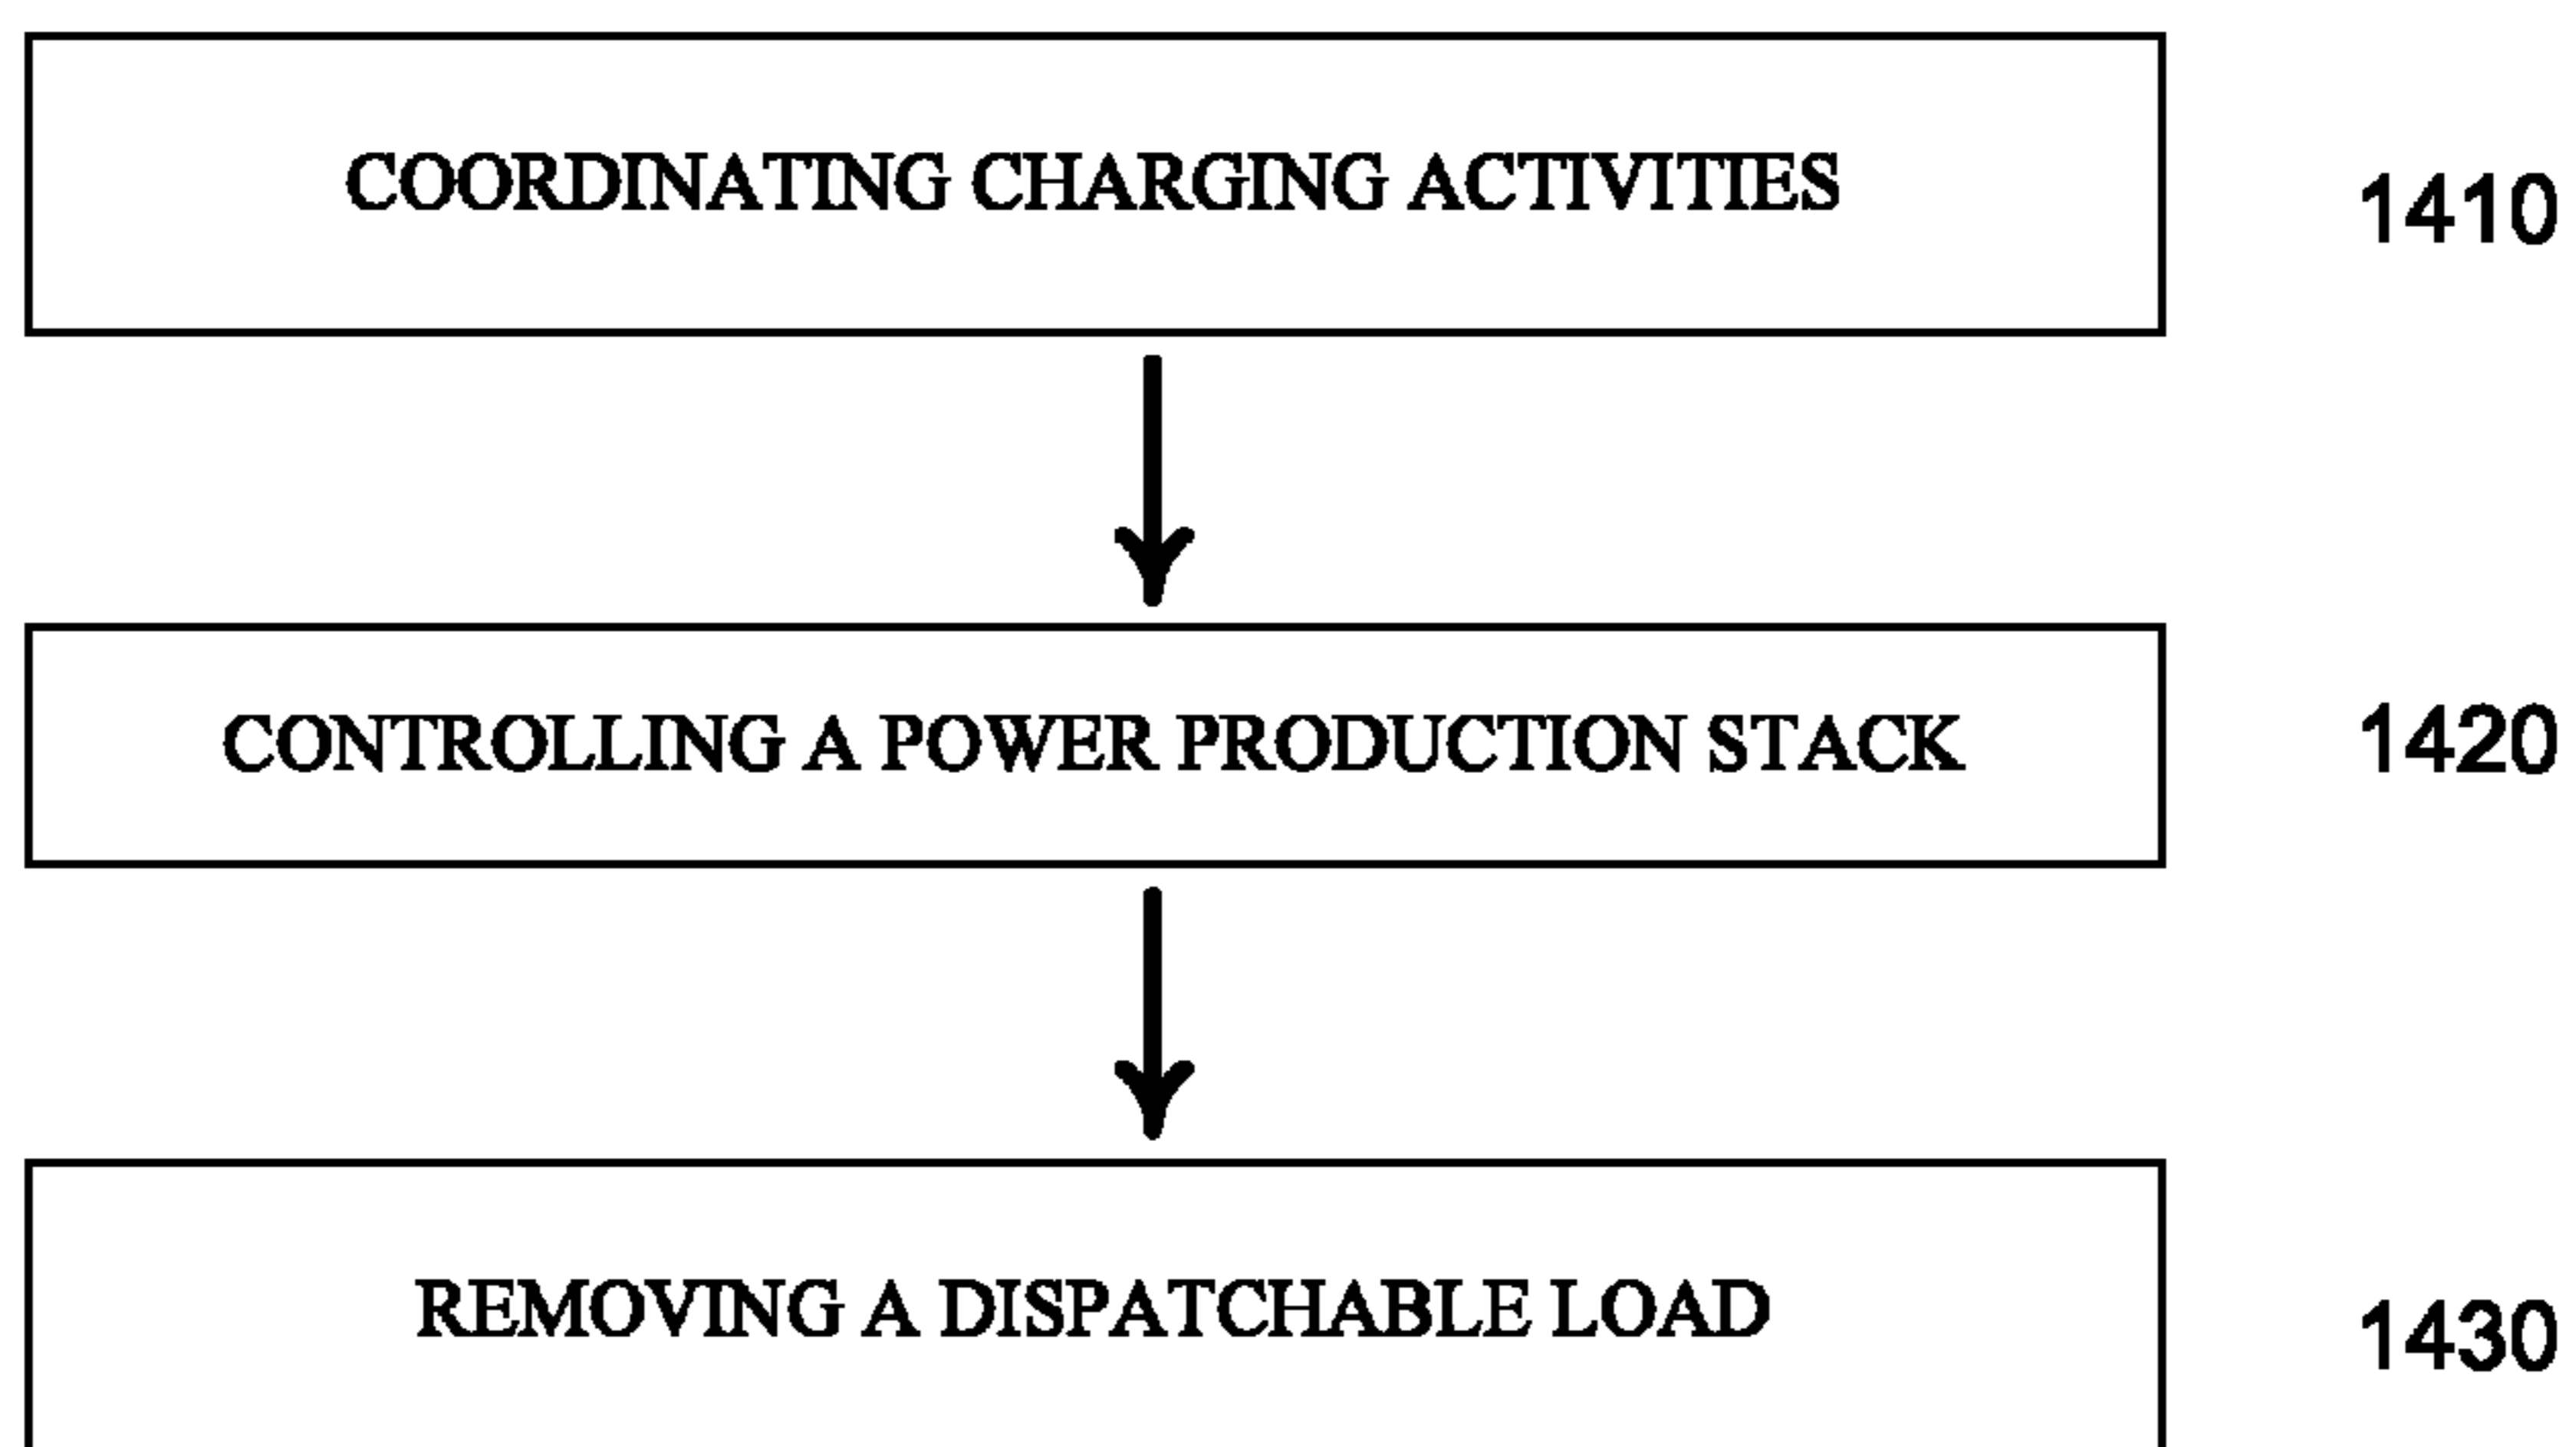 COORDINATING CHARGING ACTIVITIES
1410
CONTROLLING A POWER PRODUCTION STACK
1420
REMOVING A DISPATCHABLE LOAD
1430